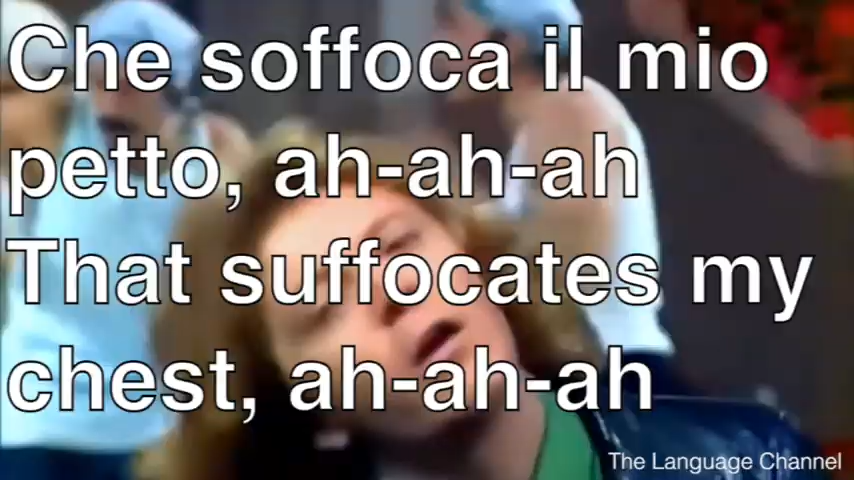 Che soffoca il mio
petto, ah-ah-ah
That suffocates my
chest, ah-ah-ah
The Language Channel